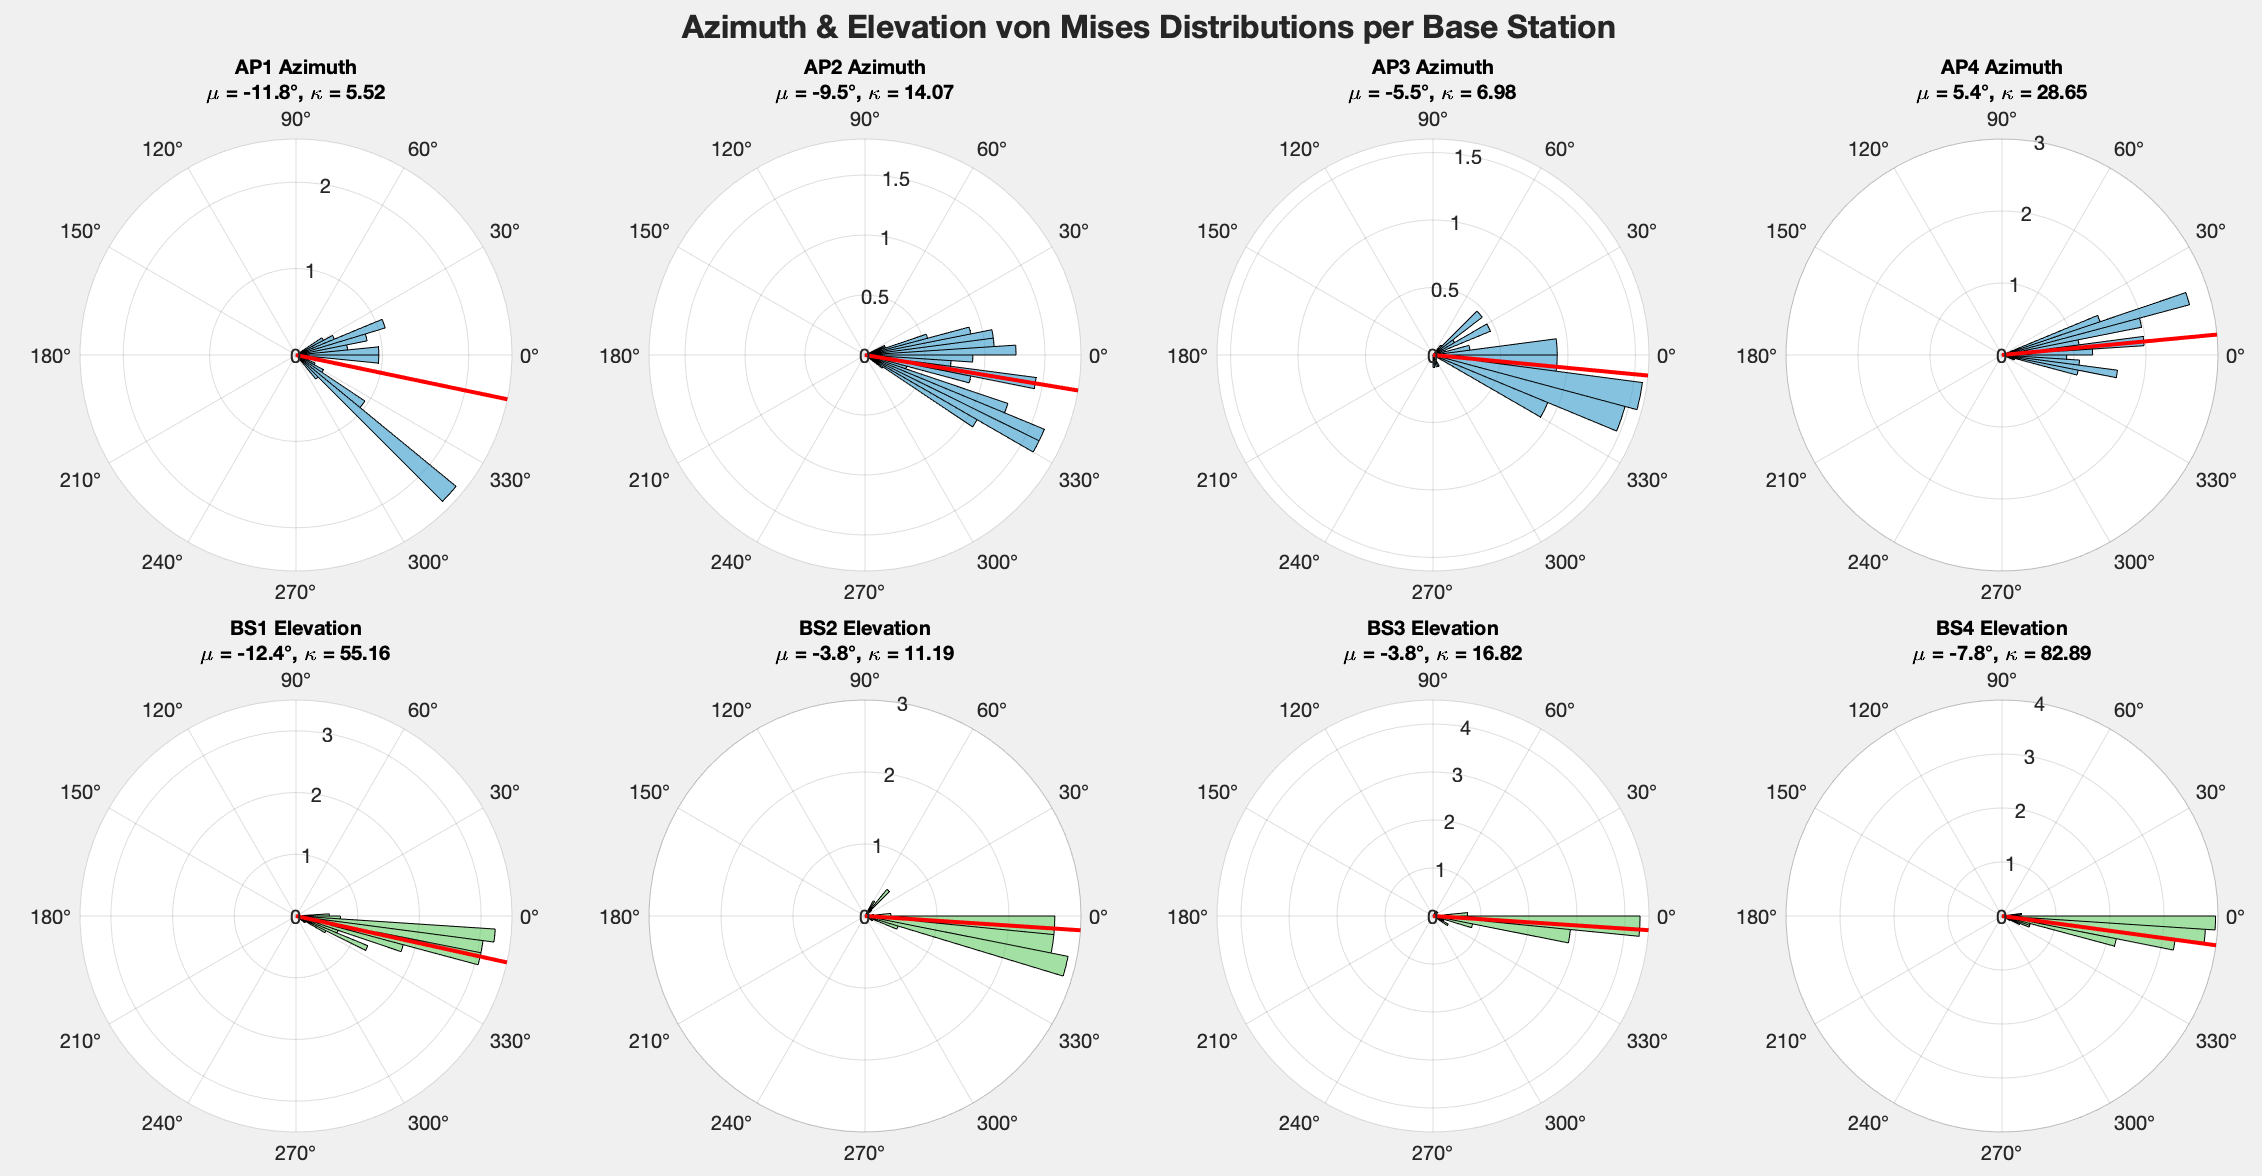 Azimuth & Elevation von Mises Distributions per Base Station
AP1 Azimuth
μ = -11.8°, κ = 5.52
90°
120° 60°
2
150° 30°
1
180° 0 0°
210° 330°
240° 300°
270°
AP2 Azimuth
μ = -9.5°, κ = 14.07
90°
120° 60°
1.5
150° 30°
1
0.5
180° 0 0°
210° 330°
240° 300°
270°
AP3 Azimuth
μ = -5.5°, κ = 6.98
90°
120° 60°
1.5
150° 30°
1
0.5
180° 0 0°
210° 330°
240° 300°
270°
AP4 Azimuth
μ = 5.4°, κ = 28.65
90°
3
120° 60°
2
150° 30°
1
180° 0 0°
210° 330°
240° 300°
270°
BS1 Elevation
μ = -12.4°, κ = 55.16
90°
120° 60°
3
150° 30°
2
1
180° 0 0°
210° 330°
240° 300°
270°
BS2 Elevation
μ = -3.8°, κ = 11.19
90°
3
120° 60°
2
150° 30°
1
180° 0 0°
210° 330°
240° 300°
270°
BS3 Elevation
μ = -3.8°, κ = 16.82
90°
120° 60°
4
3
150° 30°
2
1
180° 0 0°
210° 330°
240° 300°
270°
BS4 Elevation
μ = -7.8°, κ = 82.89
90°
4
120° 60°
3
150° 30°
2
1
180° 0 0°
210° 330°
240° 300°
270°